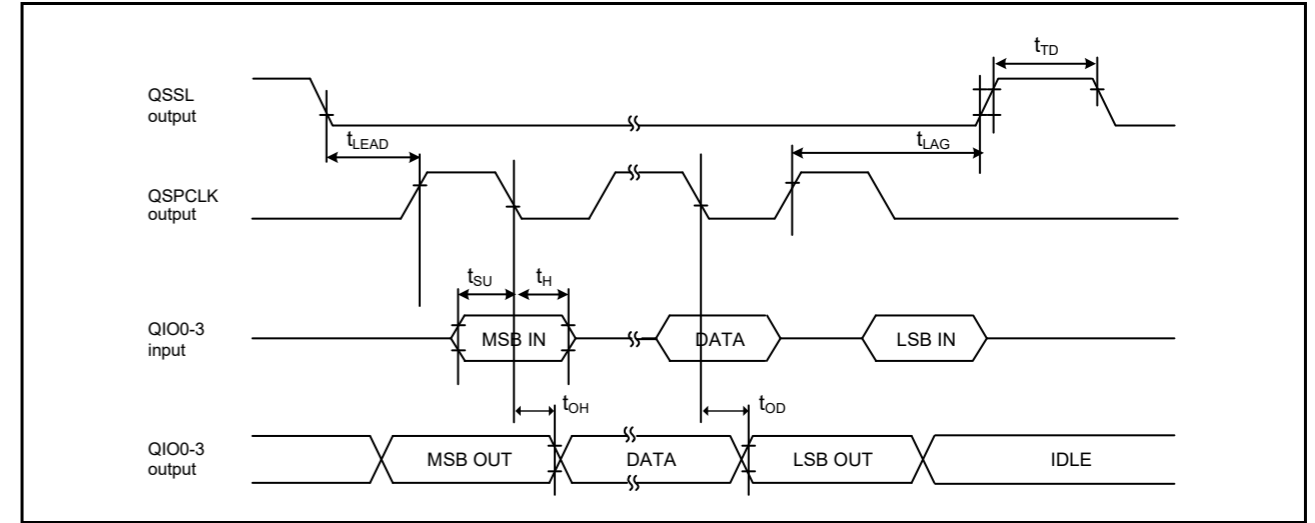 tTD
QSSL
output
tLEAD
tLAG
QSPCLK
output
tSU
tH
QIO0-3
input
MSB IN
DATA
LSB IN
tOH
tOD
QIO0-3
output
MSB OUT
DATA
LSB OUT
IDLE